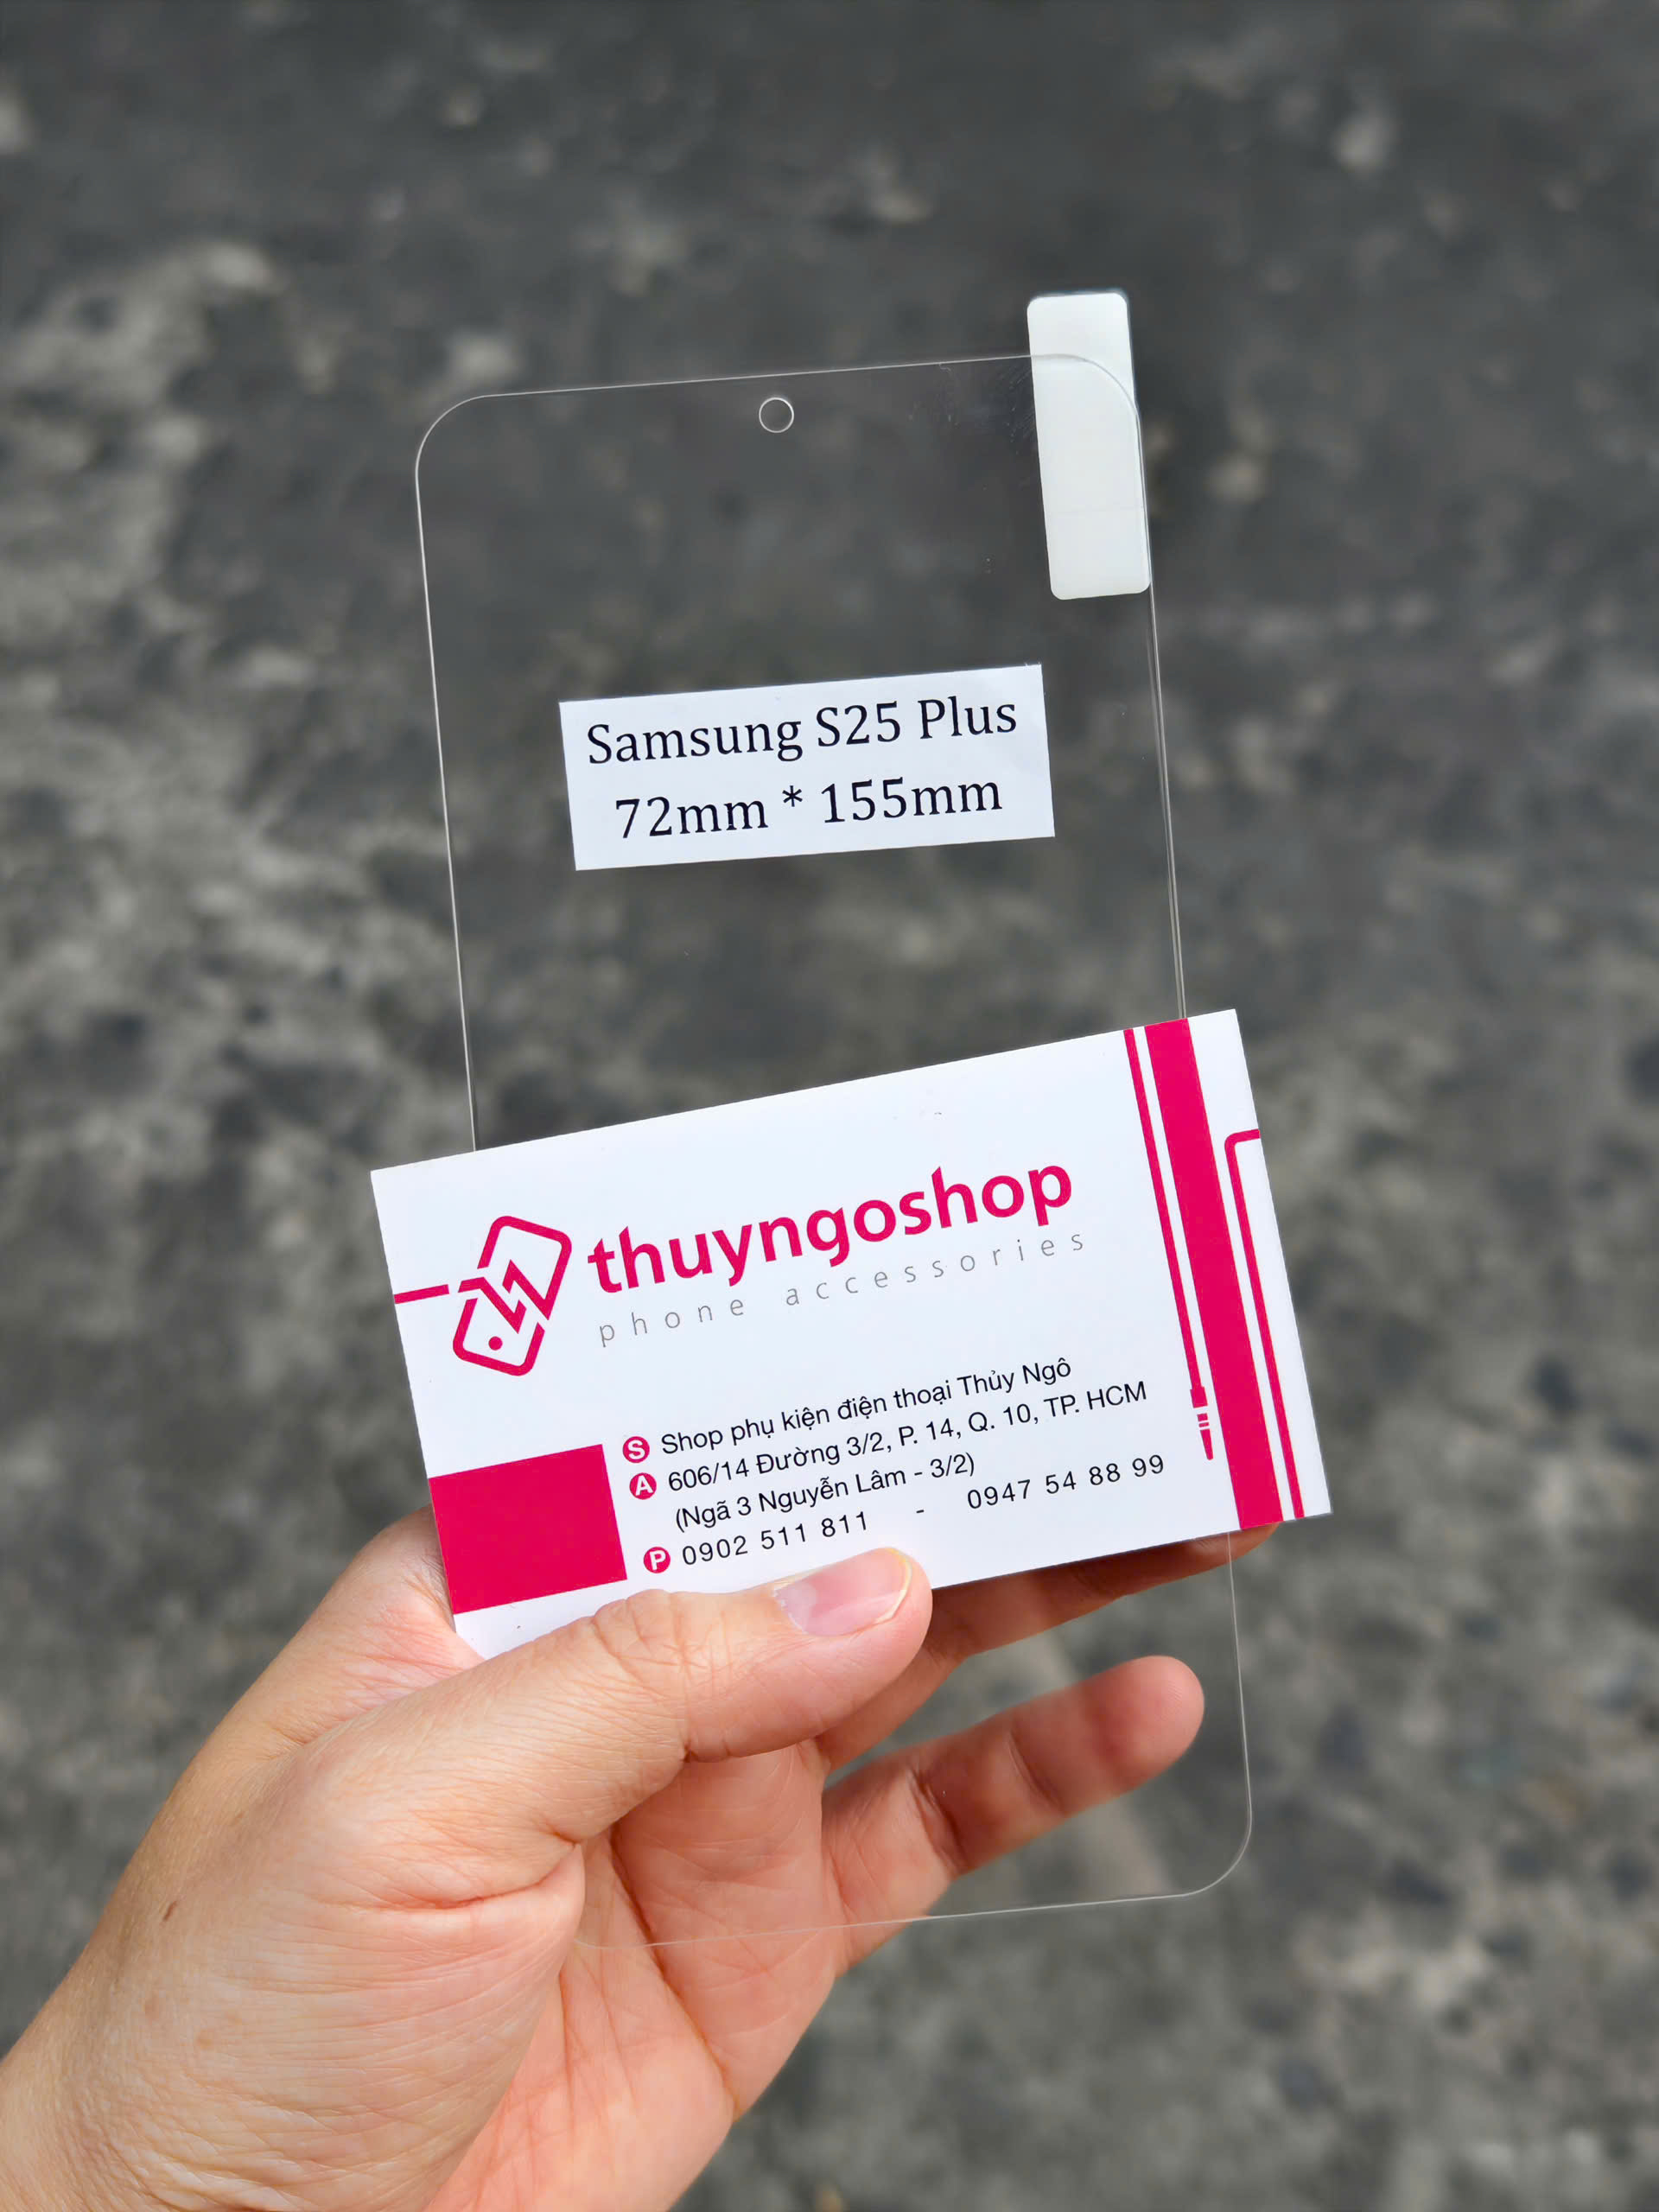 Samsung S25 Plus
72mm * 155mm
thuyngoshop
phone accessories
S Shop phụ kiện điện thoại Thủy Ngô
A 606/14 Đường 3/2, P. 14, Q. 10, TP. HCM
(Ngã 3 Nguyễn Lâm - 3/2)
P 0902 511 811 - 0947 54 88 99